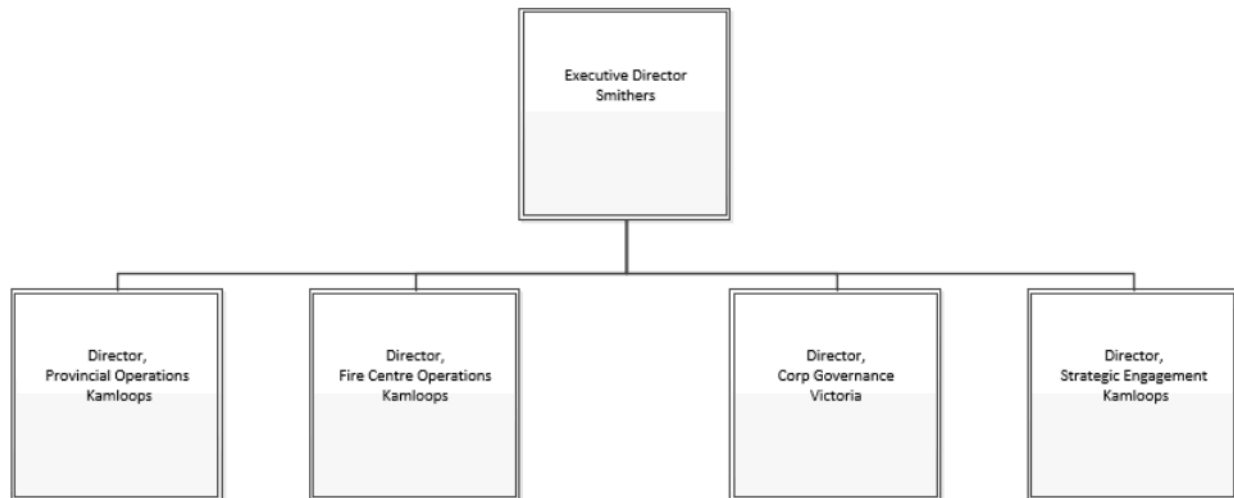 Executive Director
Smithers
Director,
Provincial Operations
Kamloops
Director,
Fire Centre Operations
Kamloops
Director,
Corp Governance
Victoria
Director,
Strategic Engagement
Kamloops